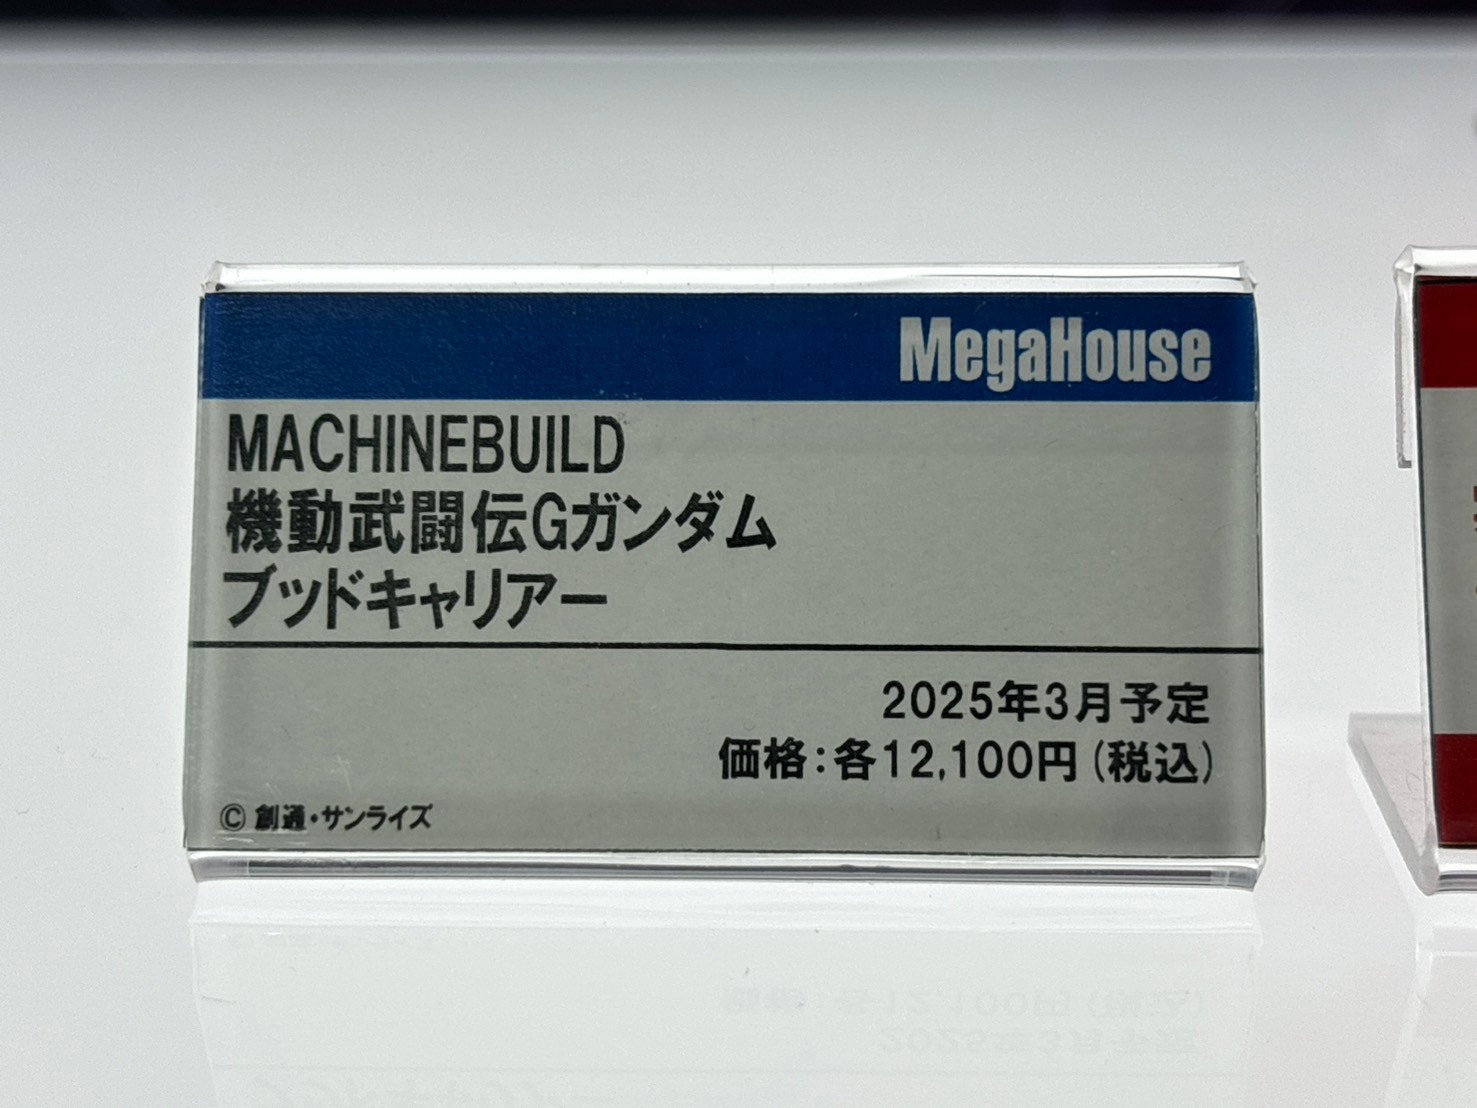 MegaHouse
MACHINEBUILD
機動武闘伝Gガンダム
ブッドキャリアー
2025年3月予定
価格：各12,100円（税込）
© 創通・サンライズ